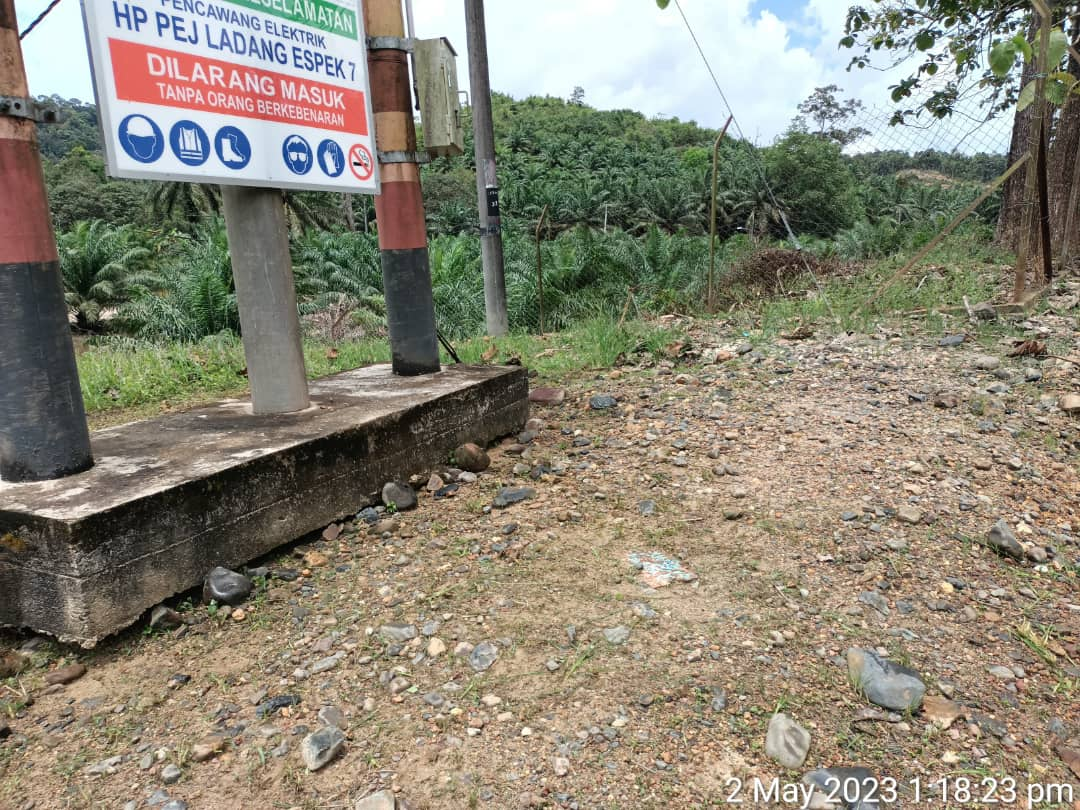 KESELAMATAN
PENCAWANG ELEKTRIK
HP PEJ LADANG ESPEK 7
DILARANG MASUK
TANPA ORANG BERKEBENARAN
2 May 2023 1:18:23 pm